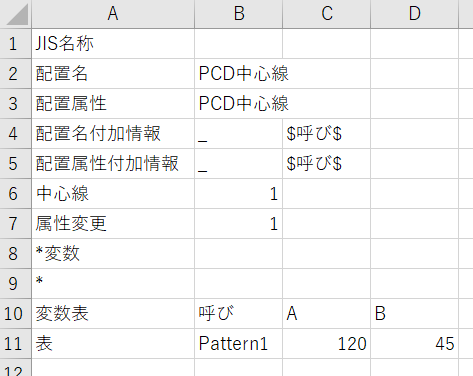 A B C D
1 JIS名称
2 配置名 PCD中心線
3 配置属性 PCD中心線
4 配置名付加情報 _ $呼び$
5 配置属性付加情報 _ $呼び$
6 中心線 1
7 属性変更 1
8 *変数
9 *
10 変数表 呼び A B
11 表 Pattern1 120 45
12